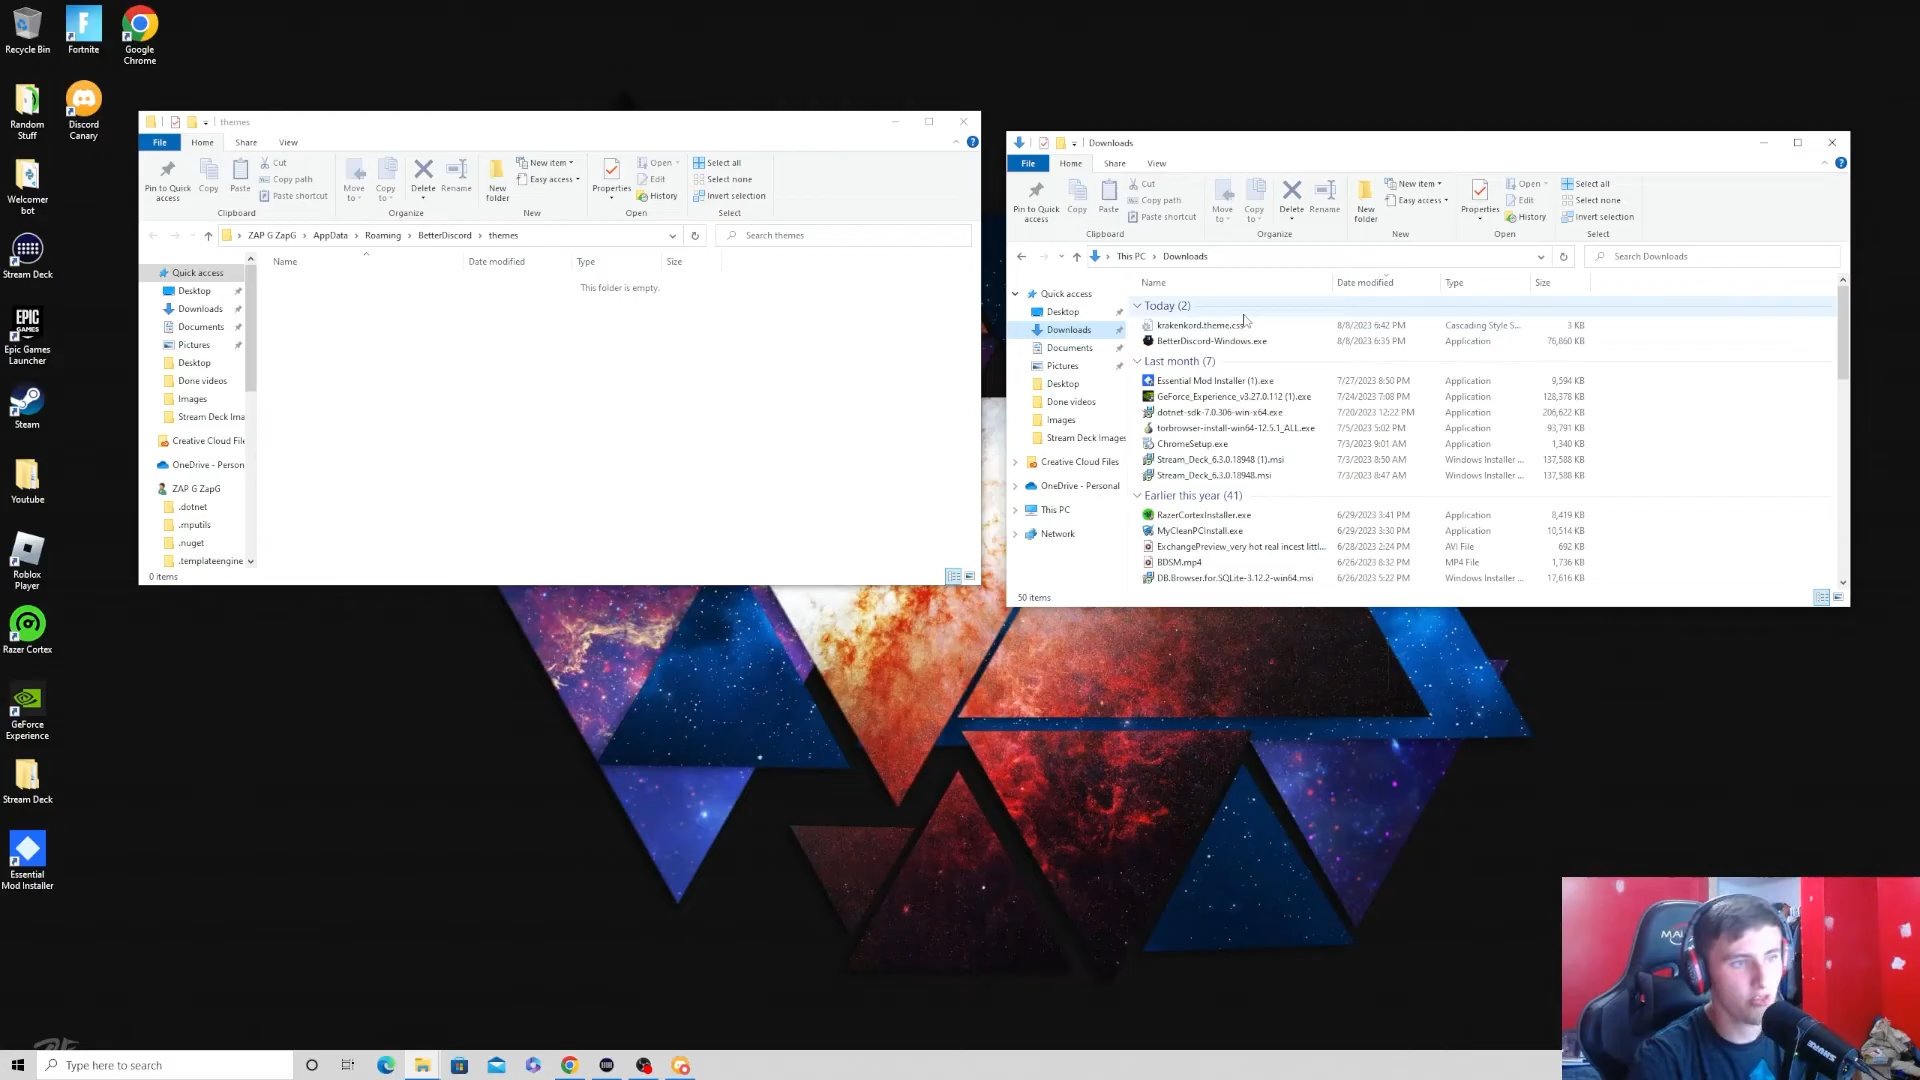 Recycle Bin
Fortnite
Google Chrome
Random Stuff
Discord Canary
Welcomer bot
Stream Deck
Epic Games Launcher
Steam
Youtube
Roblox Player
Razer Cortex
GeForce Experience
Stream Deck
Essential Mod Installer
themes
File Home Share View
Pin to Quick access
Copy
Paste
Cut
Copy path
Paste shortcut
Clipboard
Move to
Copy to
Delete
Rename
Organize
New folder
New item
Easy access
New
Properties
Open
Edit
History
Open
Select all
Select none
Invert selection
Select
ZAP G ZapG > AppData > Roaming > BetterDiscord > themes
Search themes
Name Date modified Type Size
This folder is empty.
Quick access
Desktop
Downloads
Documents
Pictures
Desktop
Done videos
Images
Stream Deck Ima
Creative Cloud File
OneDrive - Person
ZAP G ZapG
.dotnet
.mputils
.nuget
.templateengine
0 items
Downloads
File Home Share View
Pin to Quick access
Copy
Paste
Cut
Copy path
Paste shortcut
Clipboard
Move to
Copy to
Delete
Rename
Organize
New folder
New item
Easy access
New
Properties
Open
Edit
History
Open
Select all
Select none
Invert selection
Select
This PC > Downloads
Search Downloads
Quick access
Desktop
Downloads
Documents
Pictures
Desktop
Done videos
Images
Stream Deck Images
Creative Cloud Files
OneDrive - Personal
This PC
Network
Name Date modified Type Size
Today (2)
krakenkord.theme.css 8/8/2023 6:42 PM Cascading Style S... 3 KB
BetterDiscord-Windows.exe 8/8/2023 6:35 PM Application 76,860 KB
Last month (7)
Essential Mod Installer (1).exe 7/27/2023 8:50 PM Application 9,594 KB
GeForce_Experience_v3.27.0.112 (1).exe 7/24/2023 7:08 PM Application 128,378 KB
dotnet-sdk-7.0.306-win-x64.exe 7/20/2023 12:22 PM Application 206,622 KB
torbrowser-install-win64-12.5.1_ALL.exe 7/5/2023 5:02 PM Application 93,791 KB
ChromeSetup.exe 7/3/2023 9:01 AM Application 1,340 KB
Stream_Deck_6.3.0.18948 (1).msi 7/3/2023 8:50 AM Windows Installer ... 137,588 KB
Stream_Deck_6.3.0.18948.msi 7/3/2023 8:47 AM Windows Installer ... 137,588 KB
Earlier this year (41)
RazerCortexInstaller.exe 6/29/2023 3:41 PM Application 8,419 KB
MyCleanPCInstall.exe 6/29/2023 3:30 PM Application 10,514 KB
ExchangePreview_very hot real incest littl... 6/28/2023 2:24 PM AVI File 692 KB
BDSM.mp4 6/26/2023 8:32 PM MP4 File 1,736 KB
DB.Browser.for.SQLite-3.12.2-win64.msi 6/26/2023 5:22 PM Windows Installer ... 17,616 KB
50 items
Type here to search